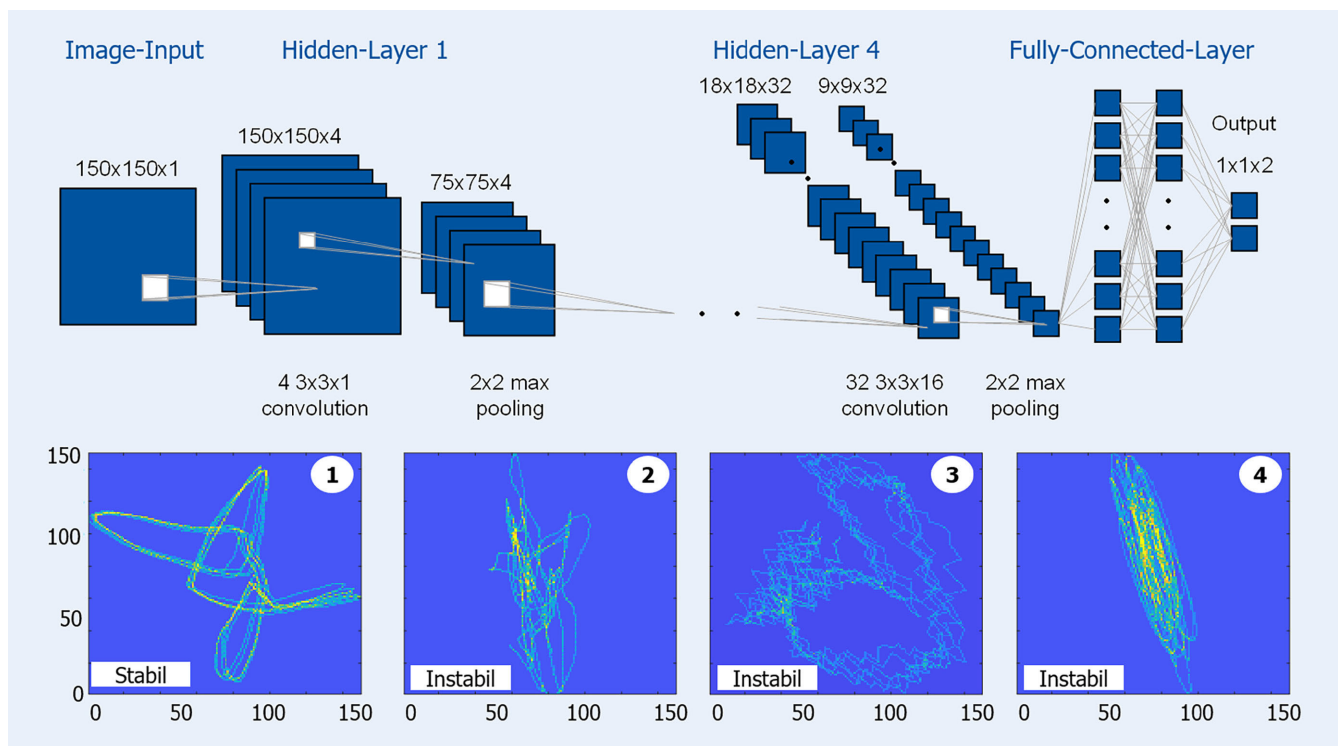 Image-Input
Hidden-Layer 1
Hidden-Layer 4
Fully-Connected-Layer
150x150x1
150x150x4
75x75x4
18x18x32
9x9x32
Output
1x1x2
4 3x3x1
convolution
2x2 max
pooling
32 3x3x16
convolution
2x2 max
pooling
150
100
50
0
1
Stabil
0 50 100 150
2
Instabil
0 50 100 150
3
Instabil
0 50 100 150
4
Instabil
0 50 100 150